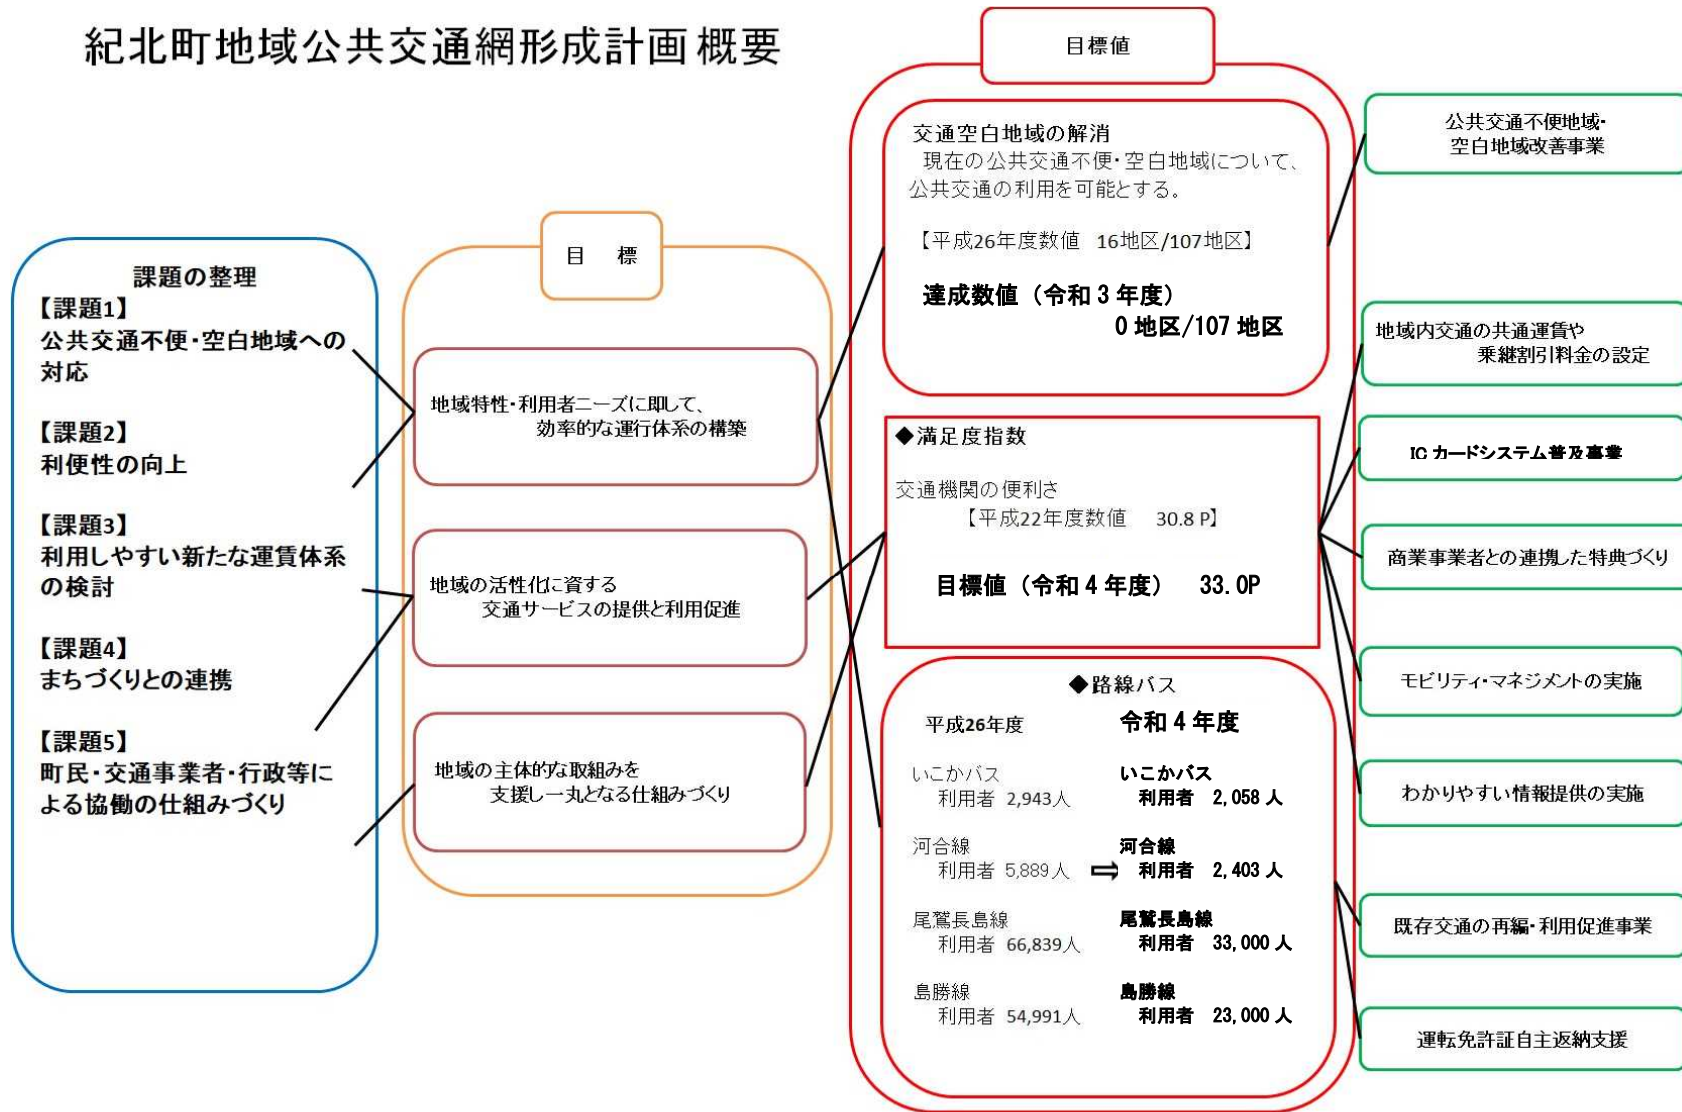 紀北町地域公共交通網形成計画 概要
課題の整理
【課題1】
公共交通不便・空白地域への
対応
【課題2】
利便性の向上
【課題3】
利用しやすい新たな運賃体系
の検討
【課題4】
まちづくりとの連携
【課題5】
町民・交通事業者・行政等に
よる協働の仕組みづくり
目 標
地域特性・利用者ニーズに即して、
効率的な運行体系の構築
地域の活性化に資する
交通サービスの提供と利用促進
地域の主体的な取組みを
支援し一丸となる仕組みづくり
目標値
交通空白地域の解消
現在の公共交通不便・空白地域について、
公共交通の利用を可能とする。
【平成26年度数値 16地区/107地区】
達成数値（令和3年度）
0地区/107地区
◆満足度指数
交通機関の便利さ
【平成22年度数値 30.8 P】
目標値（令和4年度） 33.0P
◆路線バス
平成26年度 令和4年度
いこかバス いこかバス
利用者 2,943人 利用者 2,058人
河合線 河合線
利用者 5,889人 ⇨ 利用者 2,403人
尾鷲長島線 尾鷲長島線
利用者 66,839人 利用者 33,000人
島勝線 島勝線
利用者 54,991人 利用者 23,000人
公共交通不便地域・
空白地域改善事業
地域内交通の共通運賃や
乗継割引料金の設定
ICカードシステム普及事業
商業事業者との連携した特典づくり
モビリティ・マネジメントの実施
わかりやすい情報提供の実施
既存交通の再編・利用促進事業
運転免許証自主返納支援